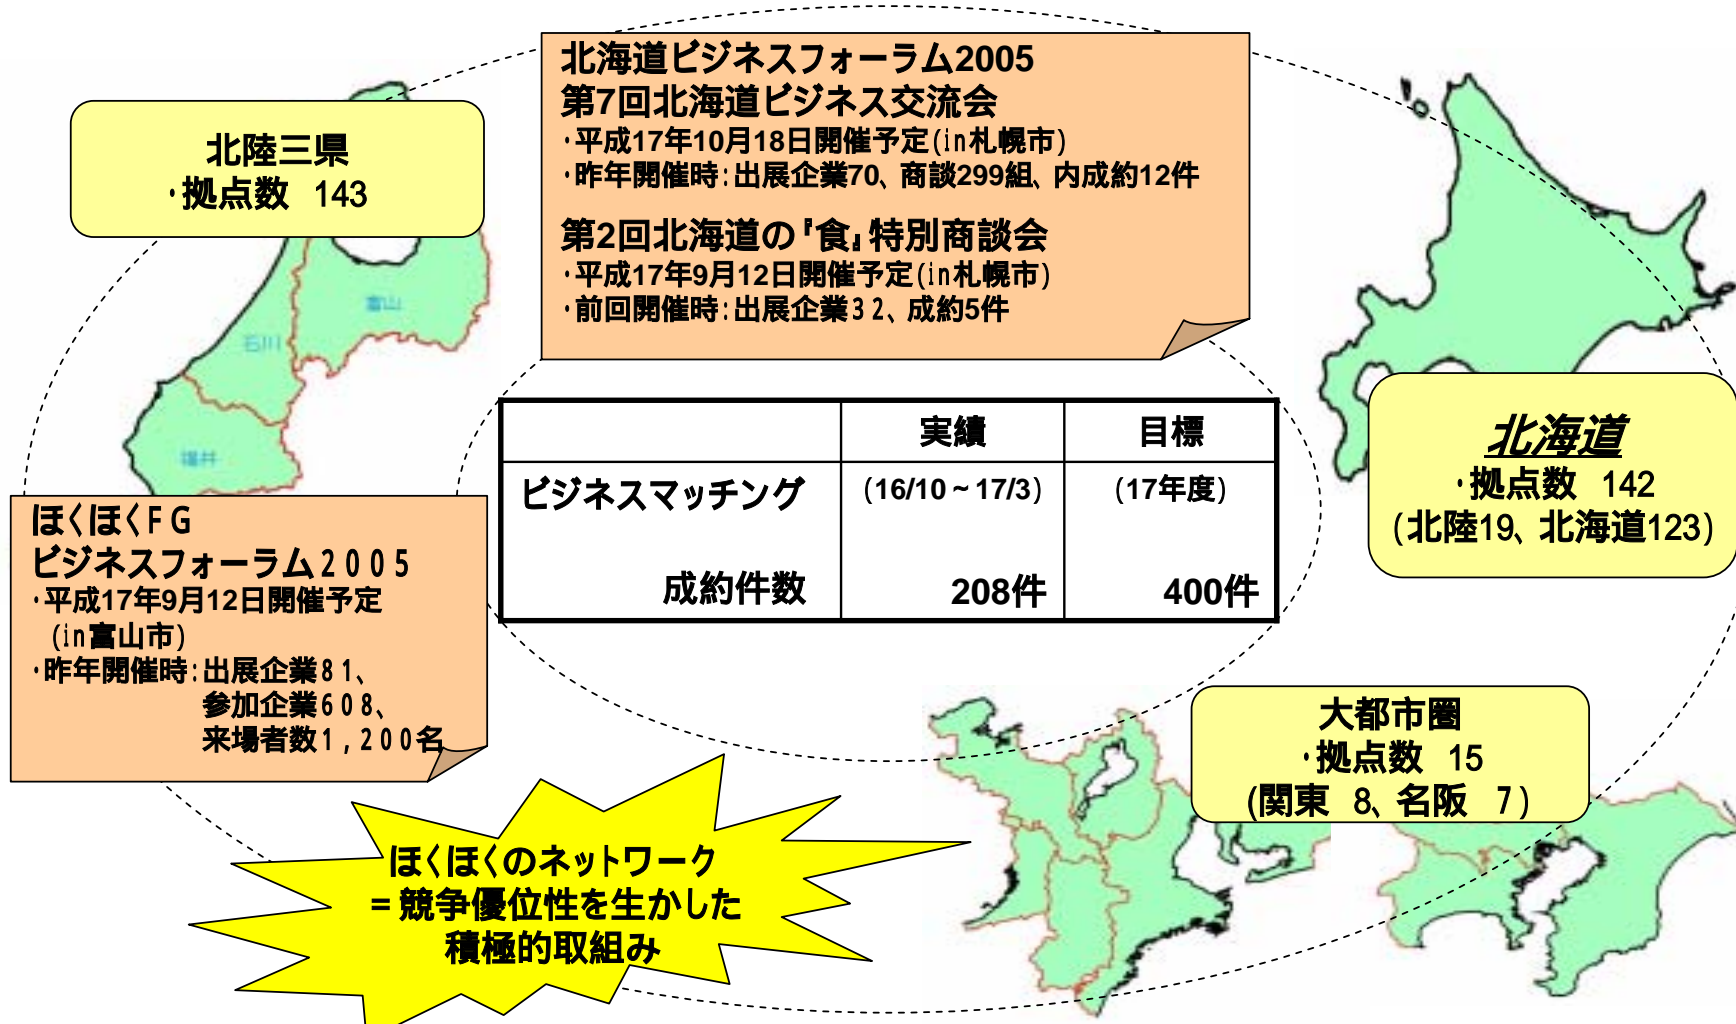 北海道ビジネスフォーラム2005
第7回北海道ビジネス交流会
・平成17年10月18日開催予定(in札幌市)
・昨年開催時:出展企業70、商談299組、内成約12件
第2回北海道の『食』特別商談会
・平成17年9月12日開催予定(in札幌市)
・前回開催時:出展企業32、成約5件
北陸三県
・拠点数 143
富山
石川
福井
北海道
・拠点数 142
(北陸19、北海道123)
実績 目標
ビジネスマッチング (16/10~17/3) (17年度)
成約件数 208件 400件
ほくほくFG
ビジネスフォーラム2005
・平成17年9月12日開催予定
(in富山市)
・昨年開催時:出展企業81、
参加企業608、
来場者数1,200名
大都市圏
・拠点数 15
(関東 8、名阪 7)
ほくほくのネットワーク
=競争優位性を生かした
積極的取組み